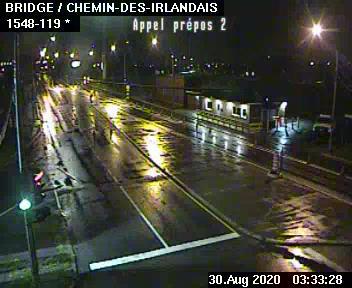 BRIDGE / CHEMIN-DES-IRLANDAIS
1548-119 *
Appel prépos 2
30.Aug 2020 03:33:28